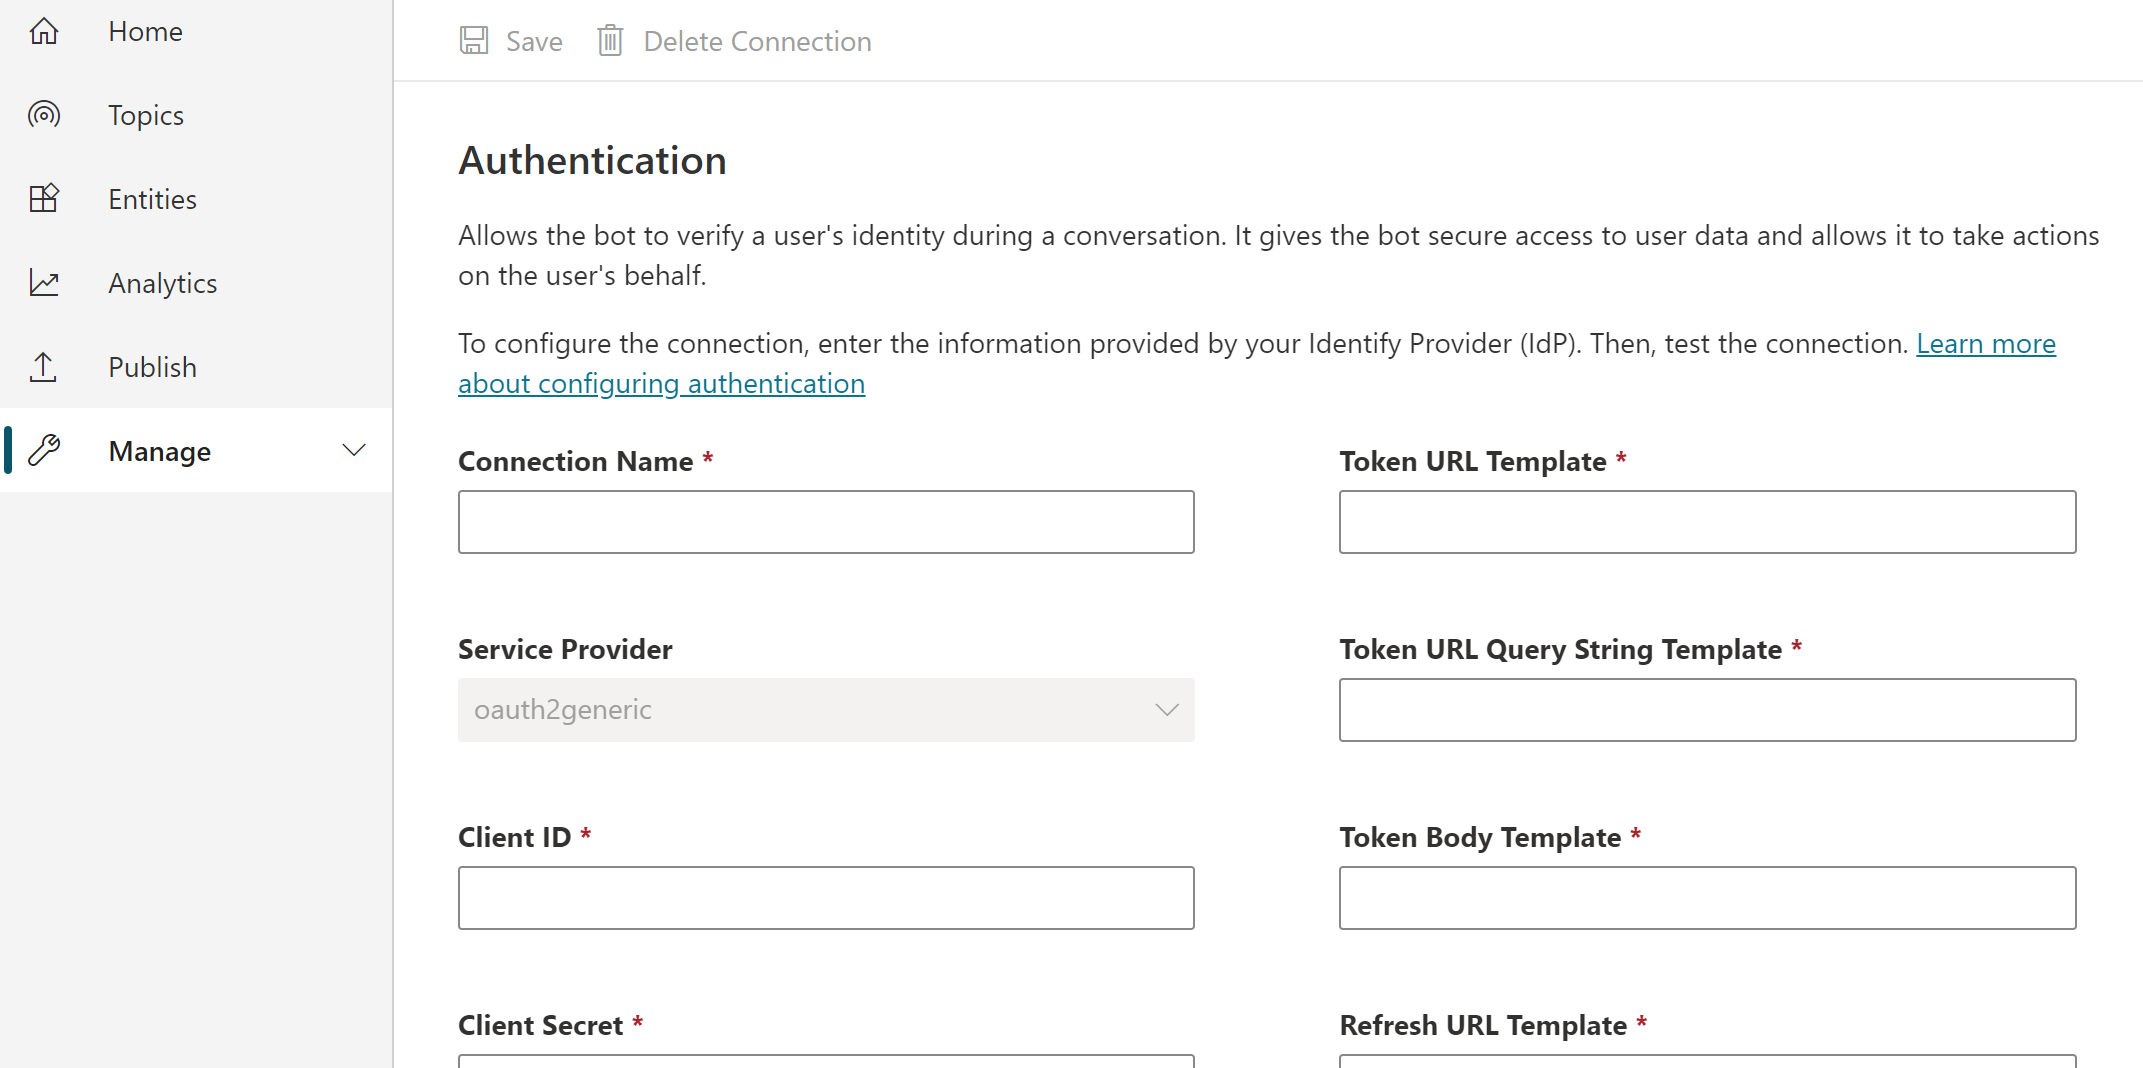 Home
Topics
Entities
Analytics
Publish
Manage
Save
Delete Connection
Authentication
Allows the bot to verify a user's identity during a conversation. It gives the bot secure access to user data and allows it to take actions
on the user's behalf.
To configure the connection, enter the information provided by your Identify Provider (IdP). Then, test the connection. Learn more
about configuring authentication
Connection Name *
Token URL Template *
Service Provider
oauth2generic
Token URL Query String Template *
Client ID *
Token Body Template *
Client Secret *
Refresh URL Template *